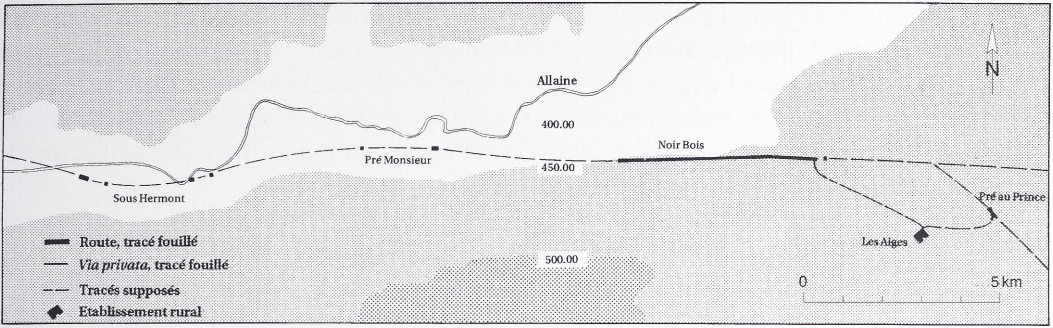 N
Allaine
400.00
Noir Bois
Pré Monsieur
450.00
Sous Hermont
Pré au Prince
Les Aiges
Route, tracé fouillé
Via privata, tracé fouillé
Tracés supposés
Etablissement rural
500.00
0 5 km